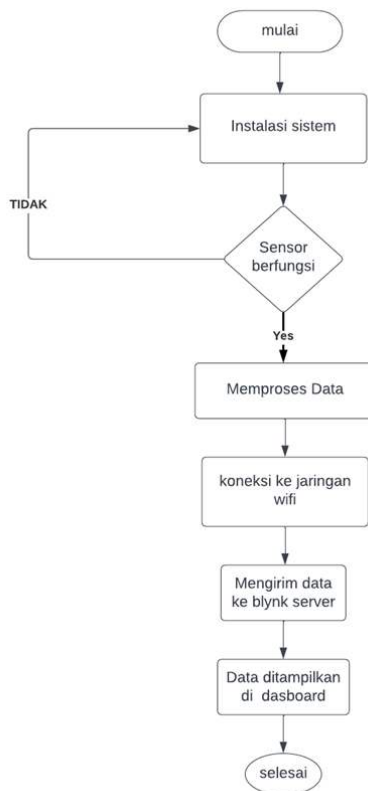 mulai
Instalasi sistem
TIDAK
Sensor
berfungsi
Yes
Memproses Data
koneksi ke jaringan
wifi
Mengirim data
ke blynk server
Data ditampilkan
di dasboard
selesai